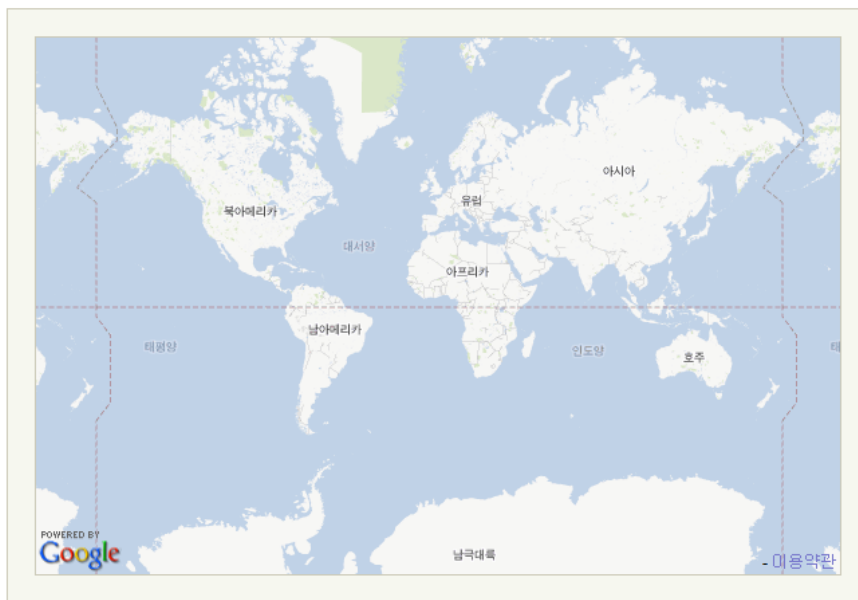 아시아
유럽
북아메리카
대서양
아프리카
남아메리카
태평양
인도양
호주
태
남극대륙
POWERED BY
Google
- 이용약관